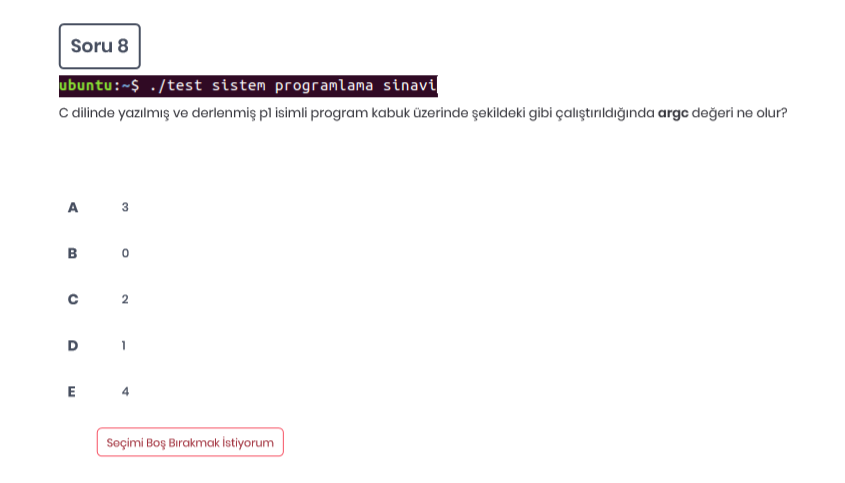 Soru 8
ubuntu:~$ ./test sistem programlama sinavi
C dilinde yazılmış ve derlenmiş p1 isimli program kabuk üzerinde şekildeki gibi çalıştırıldığında argc değeri ne olur?
A 3
B 0
C 2
D 1
E 4
Seçimi Boş Bırakmak İstiyorum